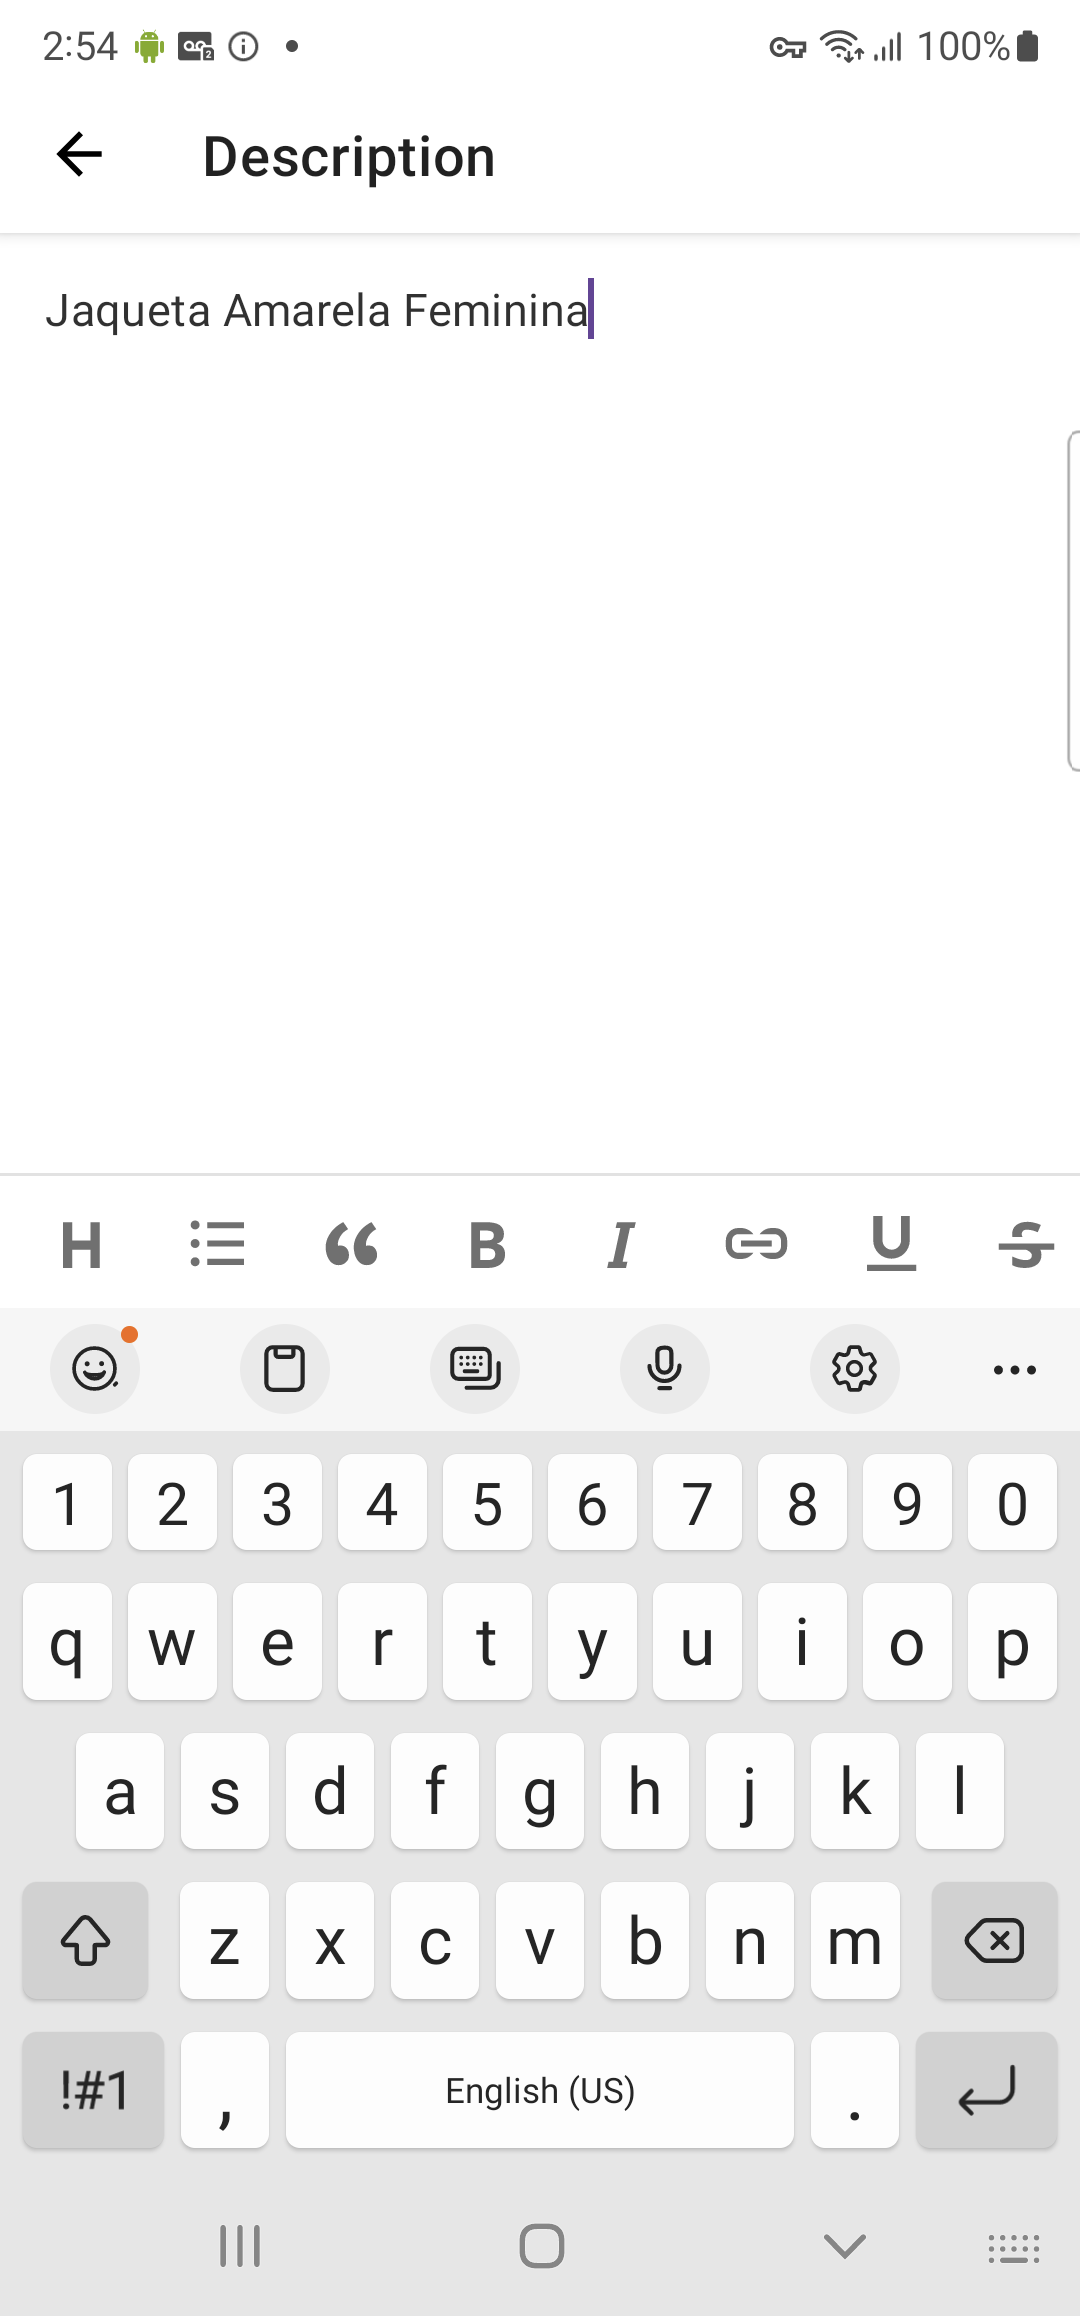 2:54 100%
Description
Jaqueta Amarela Feminina
H B I U S
1 2 3 4 5 6 7 8 9 0
q w e r t y u i o p
a s d f g h j k l
z x c v b n m
!#1 , English (US) .